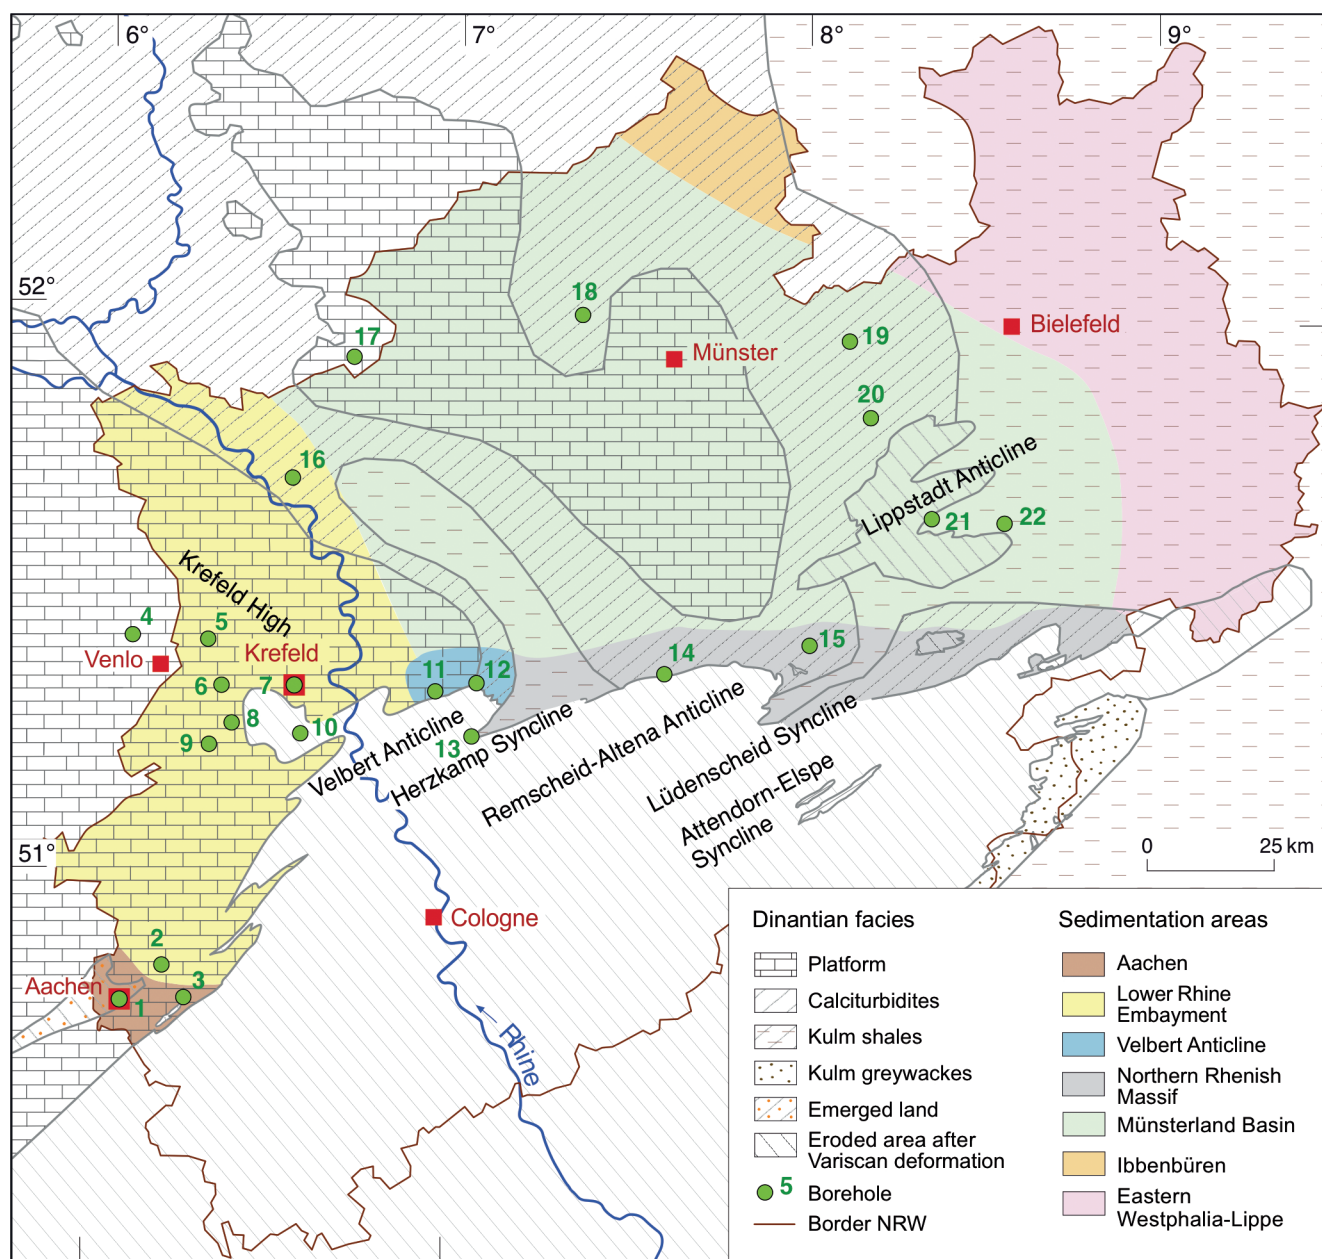 6°
7°
8°
9°
52°
18
Bielefeld
17
Münster
19
20
16
Lippstadt Anticline
21
22
Krefeld High
4
5
Venlo
Krefeld
15
14
6
7
11
12
8
9
10
13
Velbert Anticline
Herzkamp Syncline
Remscheid-Altena Anticline
Lüdenscheid Syncline
Attendorn-Elspe
Syncline
51°
0
25 km
Cologne
2
Aachen
3
1
Rhine
Dinantian facies
Platform
Calciturbidites
Kulm shales
Kulm greywackes
Emerged land
Eroded area after
Variscan deformation
5 Borehole
Border NRW
Sedimentation areas
Aachen
Lower Rhine
Embayment
Velbert Anticline
Northern Rhenish
Massif
Münsterland Basin
Ibbenbüren
Eastern
Westphalia-Lippe